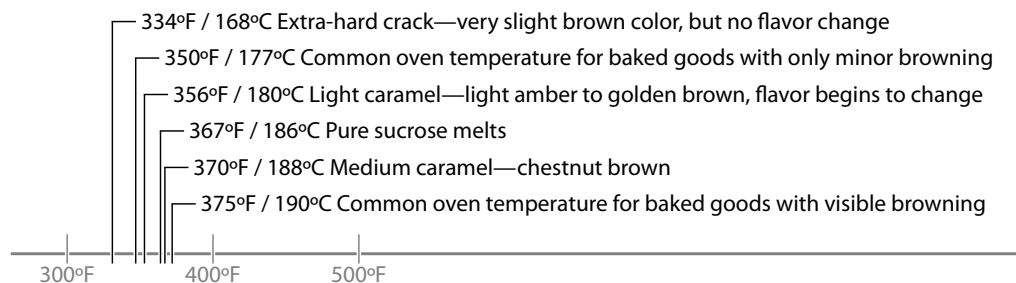 334ºF / 168ºC Extra-hard crack—very slight brown color, but no flavor change
350ºF / 177ºC Common oven temperature for baked goods with only minor browning
356ºF / 180ºC Light caramel—light amber to golden brown, flavor begins to change
367ºF / 186ºC Pure sucrose melts
370ºF / 188ºC Medium caramel—chestnut brown
375ºF / 190ºC Common oven temperature for baked goods with visible browning
300ºF 400ºF 500ºF